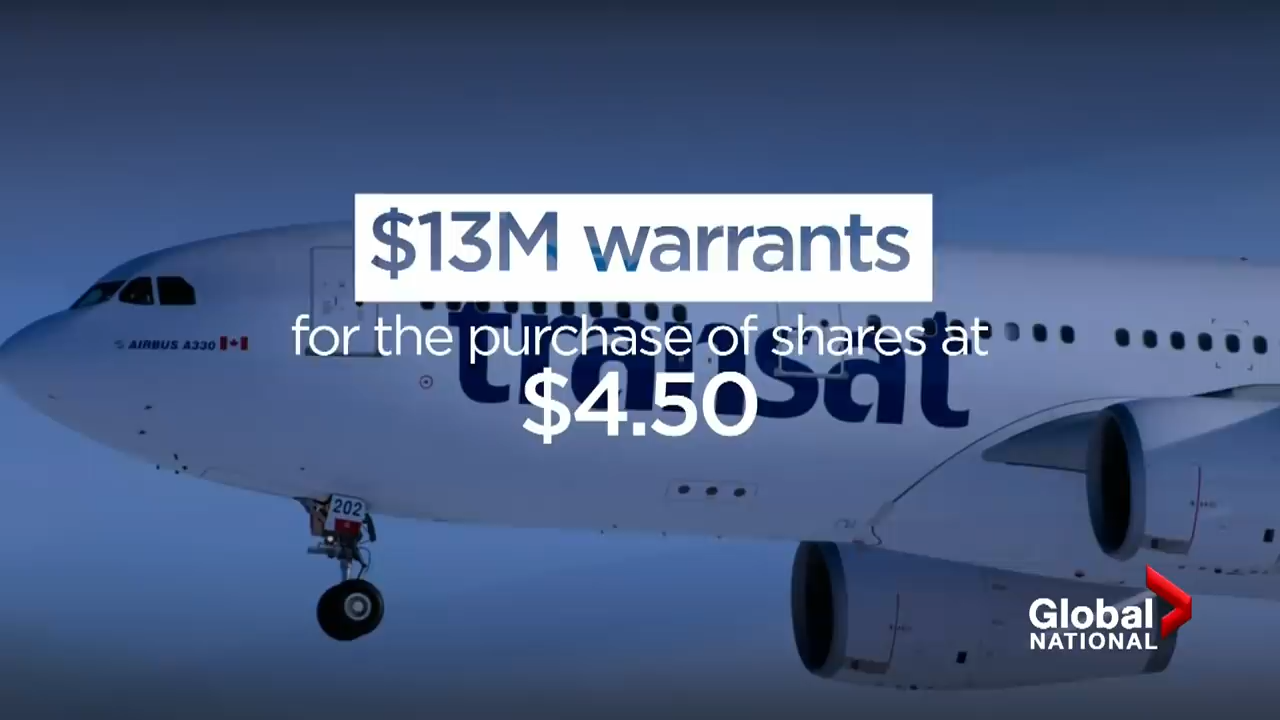 $13M warrants
for the purchase of shares at
$4.50
transat
AIRBUS A330
202
Global
NATIONAL